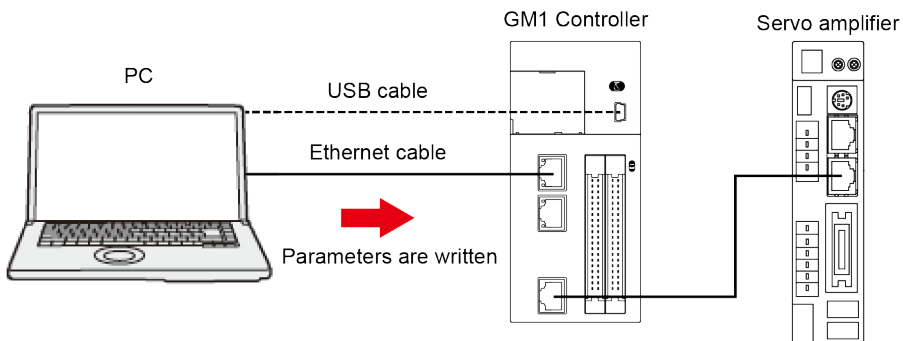 GM1 Controller
Servo amplifier
PC
USB cable
Ethernet cable
Parameters are written